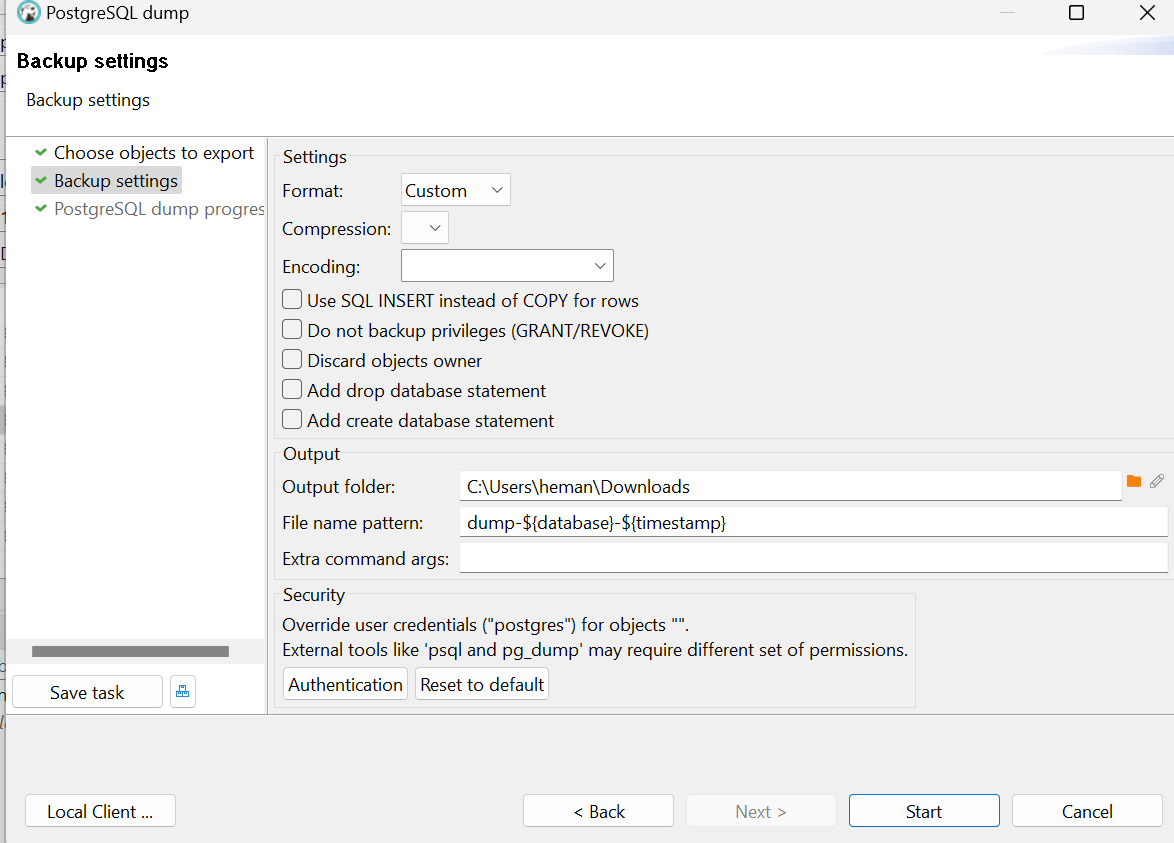 PostgreSQL dump
Backup settings
Backup settings
Choose objects to export
Backup settings
PostgreSQL dump progres
Save task
Settings
Format: Custom
Compression:
Encoding:
Use SQL INSERT instead of COPY for rows
Do not backup privileges (GRANT/REVOKE)
Discard objects owner
Add drop database statement
Add create database statement
Output
Output folder: C:\Users\heman\Downloads
File name pattern: dump-${database}-${timestamp}
Extra command args:
Security
Override user credentials ("postgres") for objects "".
External tools like 'psql and pg_dump' may require different set of permissions.
Authentication Reset to default
Local Client ... < Back Next > Start Cancel